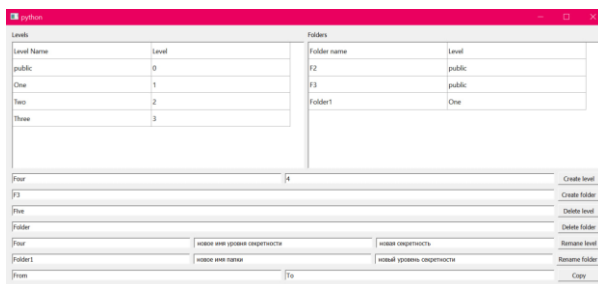 python
Levels Folders
Level Name Level Folder name Level
public 0 F2 public
One 1 F3 public
Two 2 Folder1 One
Three 3
Four 4 Create level
F3 Create folder
Five Delete level
Folder Delete folder
Four новое имя уровня секретности новая секретность Remane level
Folder1 новое имя папки новый уровень секретности Rename folder
From To Copy